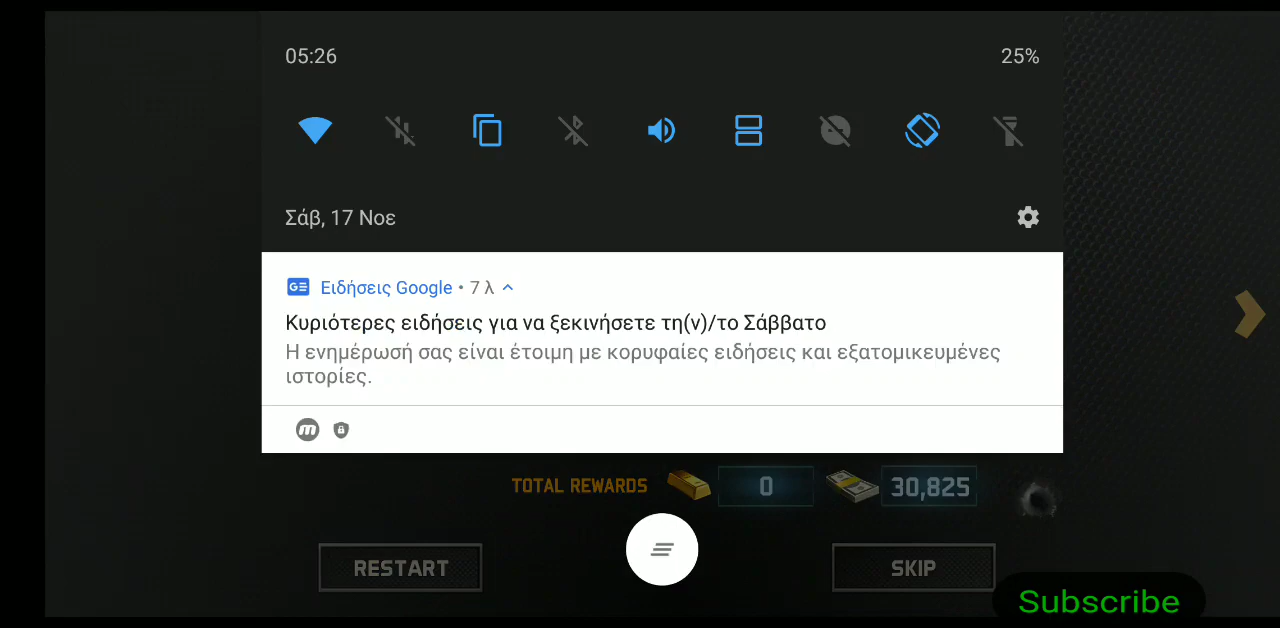 05:26 25%
Σάβ, 17 Νοε
GE Ειδήσεις Google • 7 λ
Κυριότερες ειδήσεις για να ξεκινήσετε τη(ν)/το Σάββατο
Η ενημέρωσή σας είναι έτοιμη με κορυφαίες ειδήσεις και εξατομικευμένες
ιστορίες.
m
TOTAL REWARDS 0 30,825
RESTART SKIP
Subscribe